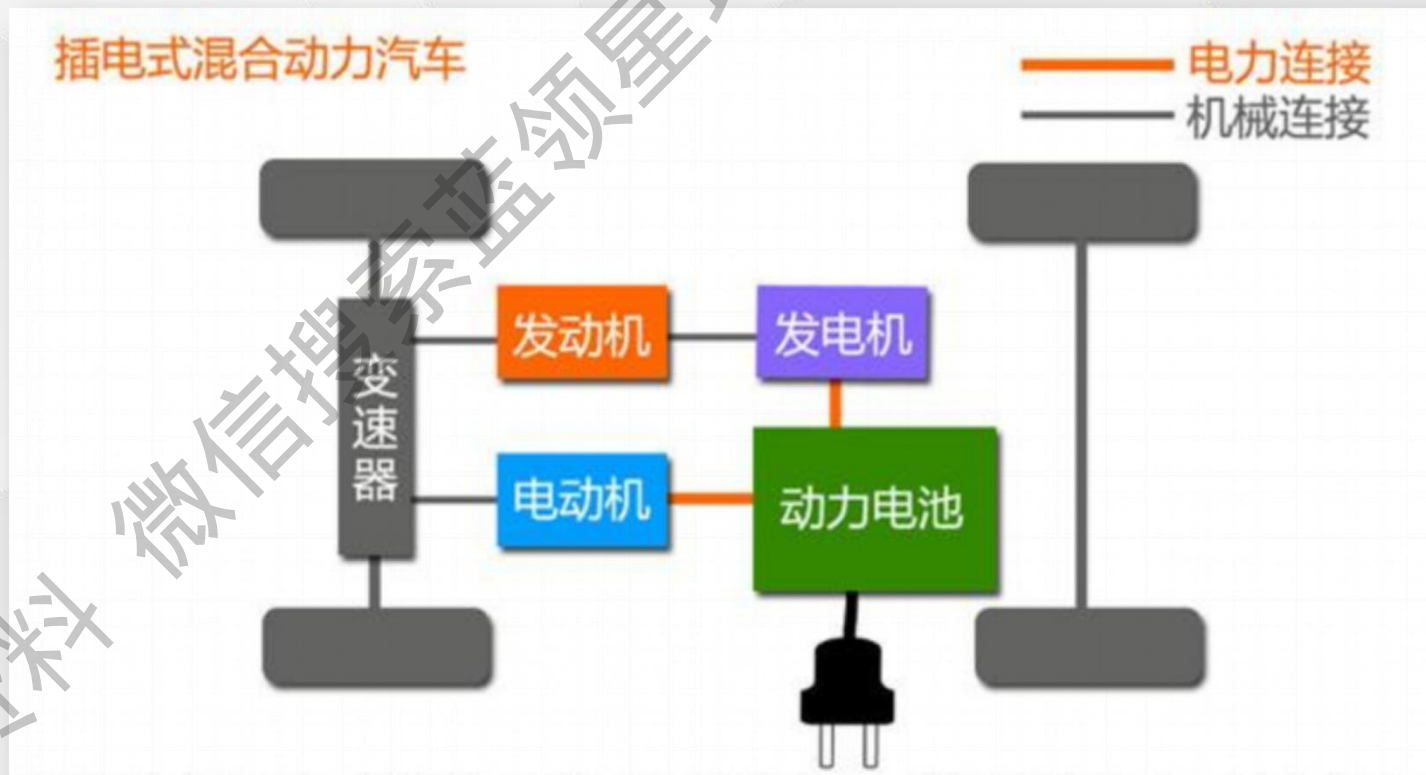 插电式混合动力汽车
电力连接
机械连接
发动机
发电机
变速器
电动机
动力电池
微信搜索蓝领星
料